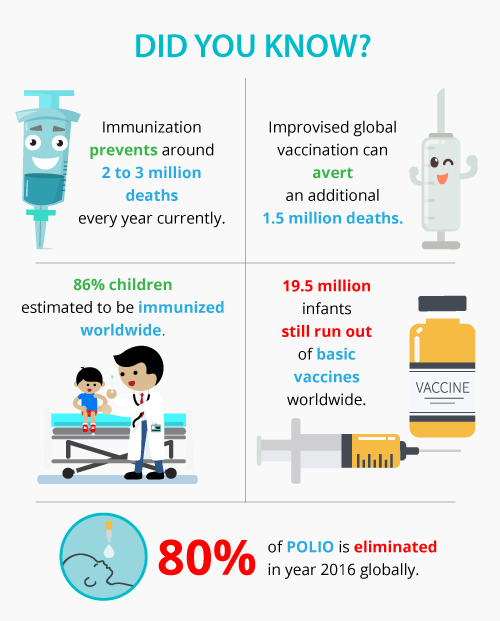 DID YOU KNOW?
Immunization
prevents around
2 to 3 million
deaths
every year currently.
Improvised global
vaccination can
avert
an additional
1.5 million deaths.
86% children
estimated to be immunized
worldwide.
19.5 million
infants
still run out
of basic
vaccines
worldwide.
VACCINE
80%
of POLIO is eliminated
in year 2016 globally.